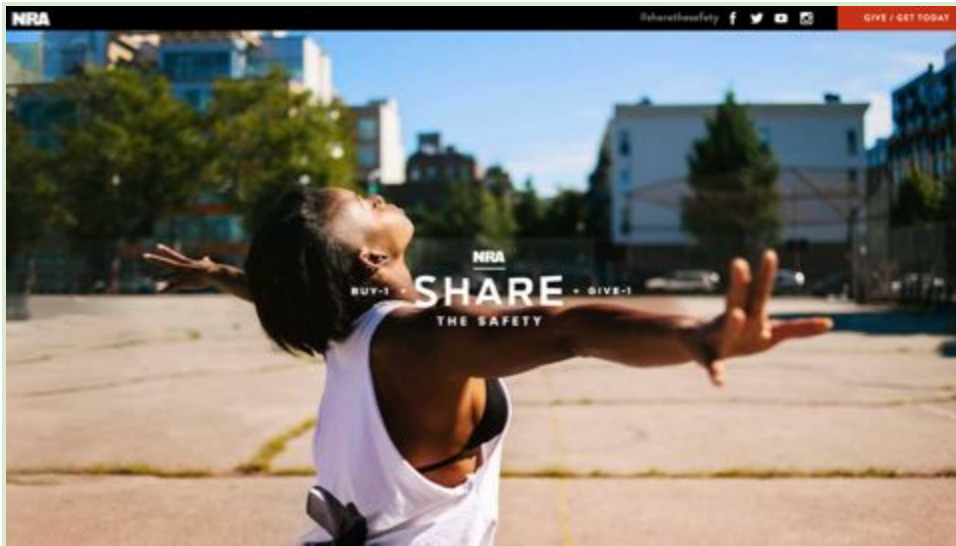 NRA
#sharethesafety
GIVE / GET TODAY
NRA
BUY-1 • SHARE • GIVE-1
THE SAFETY